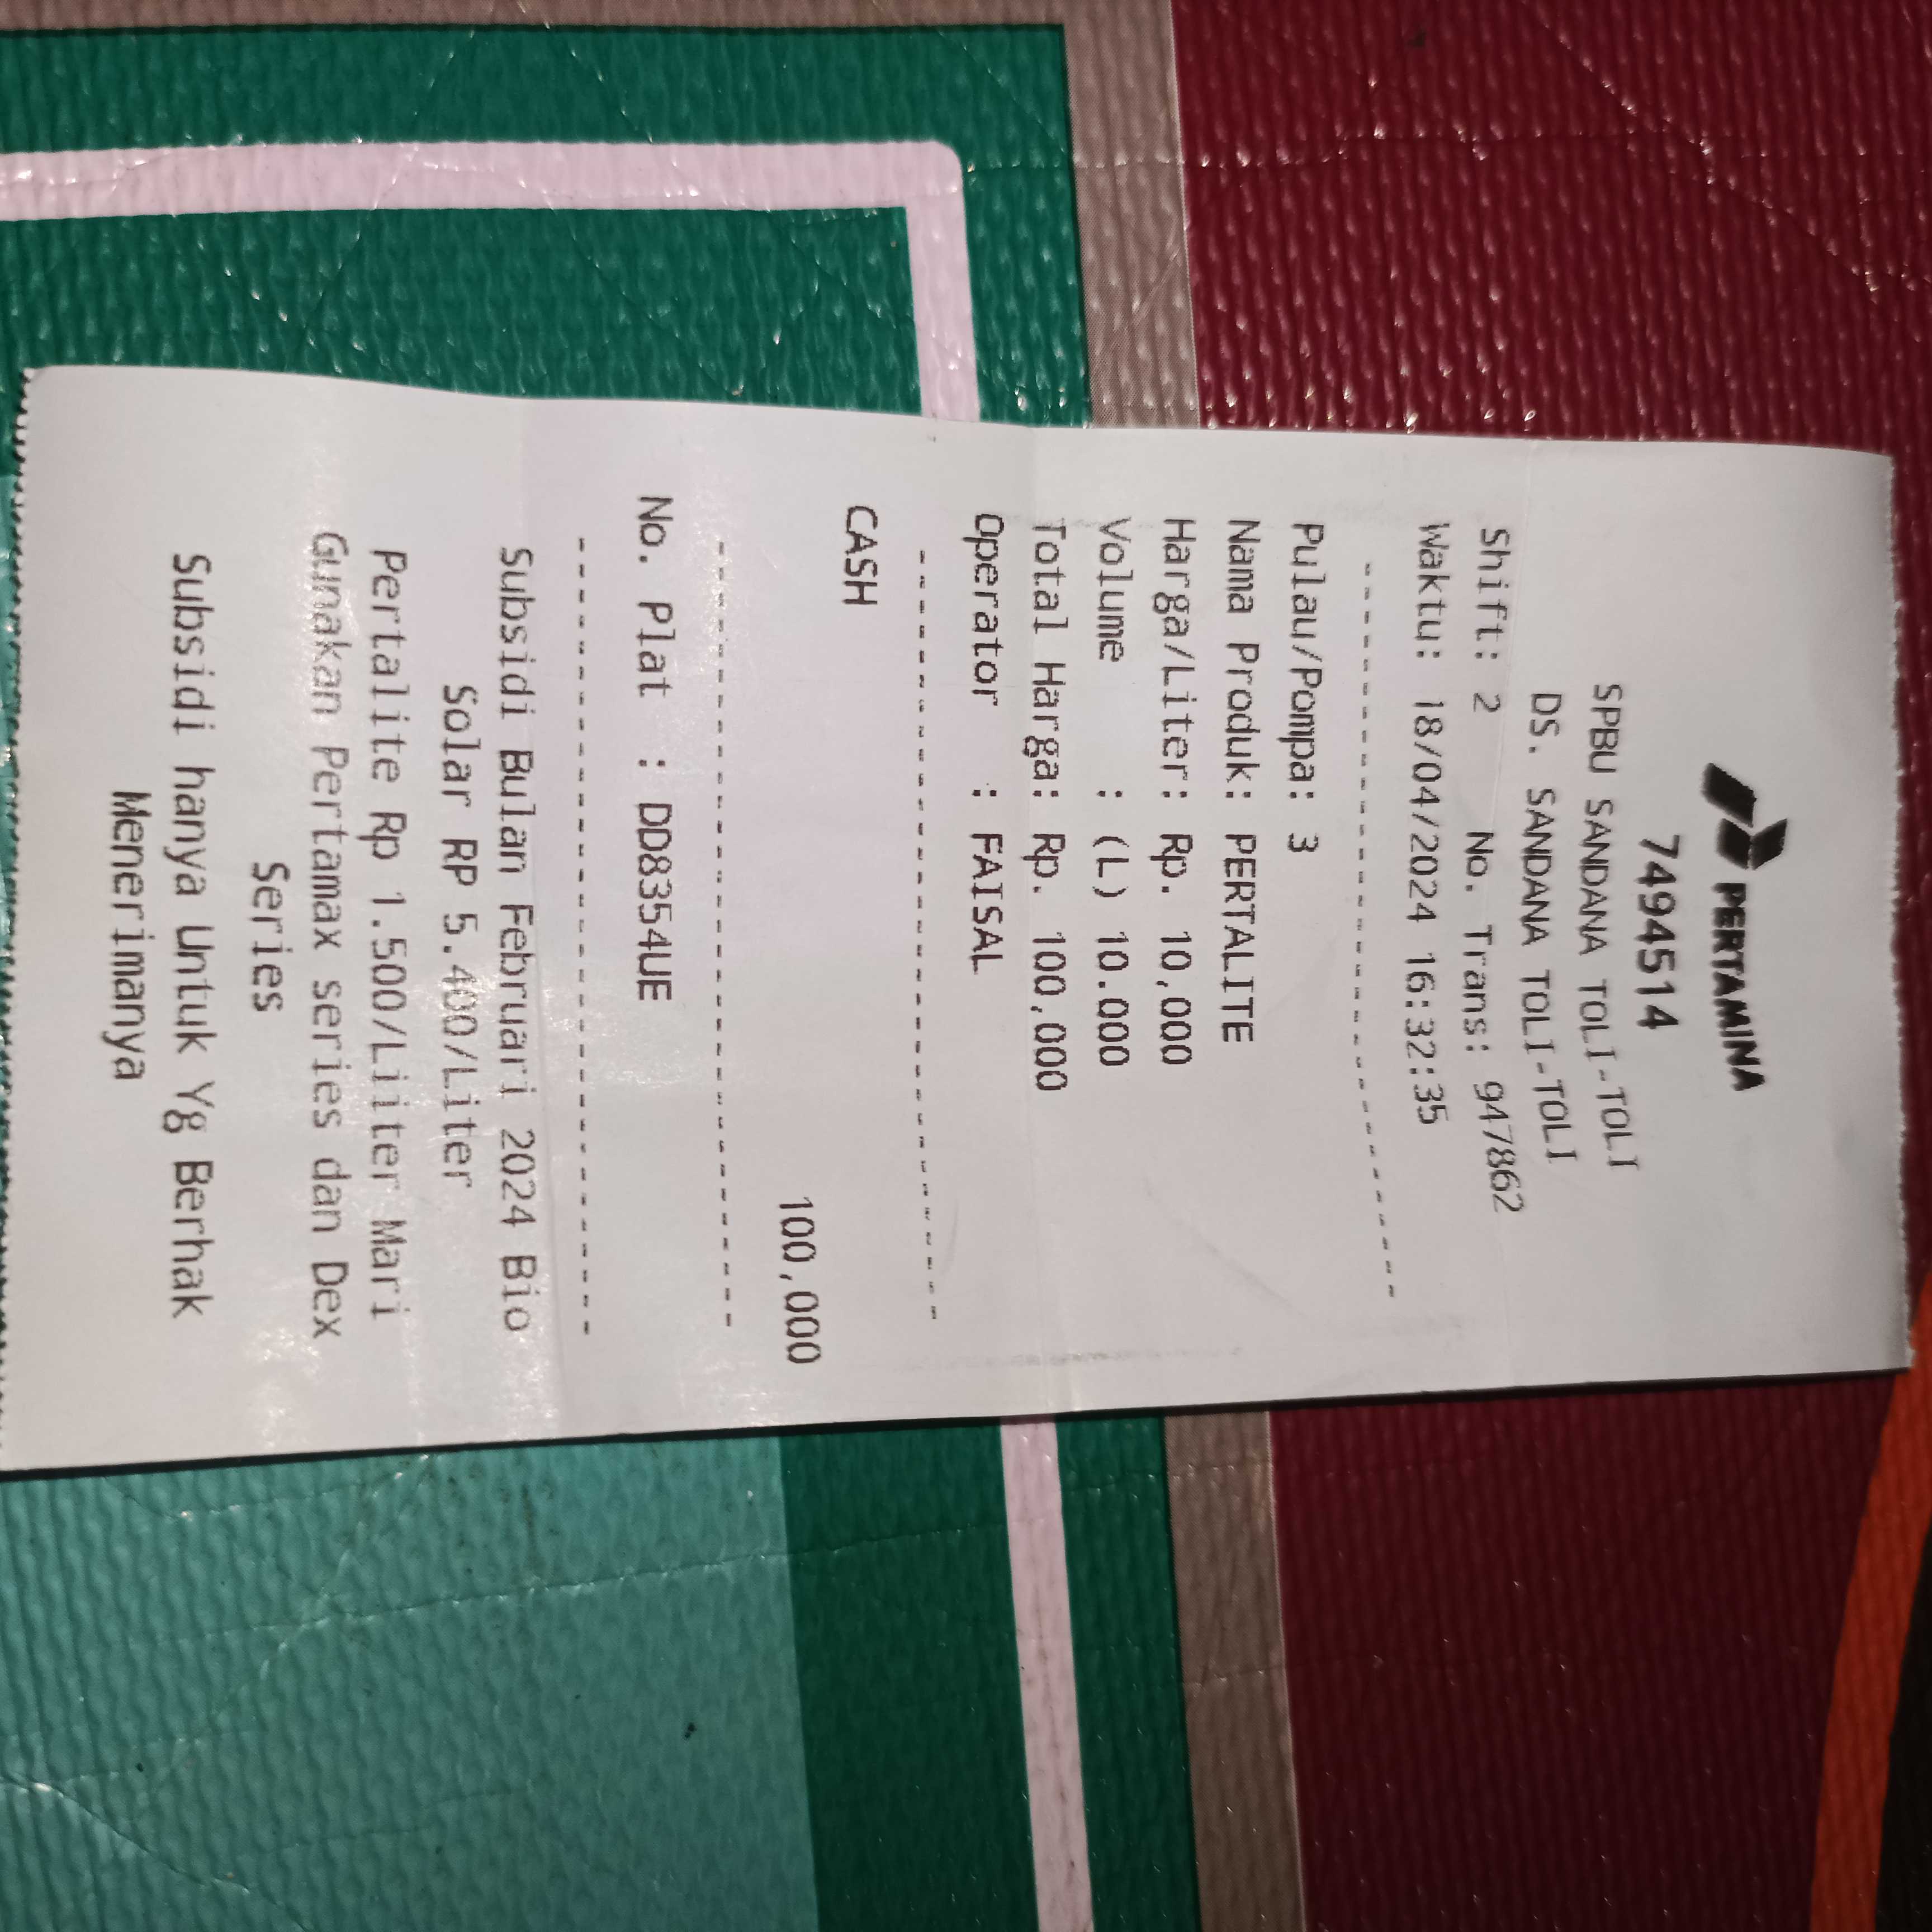 PERTAMINA
7494514
SPBU SANDANA TOLI-TOLI
DS. SANDANA TOLI-TOLI
Shift: 2 No. Trans: 947862
Waktu: 18/04/2024 16:32:35
Pulau/Pompa: 3
Nama Produk: PERTALITE
Harga/Liter: Rp. 10,000
Volume : (L) 10.000
Total Harga: Rp. 100,000
Operator : FAISAL
CASH
100,000
No. Plat : DD8354UE
Subsidi Bulan Februari 2024 Bio
Solar RP 5.400/Liter
Pertalite Rp 1.500/Liiter Mari
Gunakan Pertamax series dan Dex
Series
Subsidi hanya Untuk Yg Berhak
Menerimanya